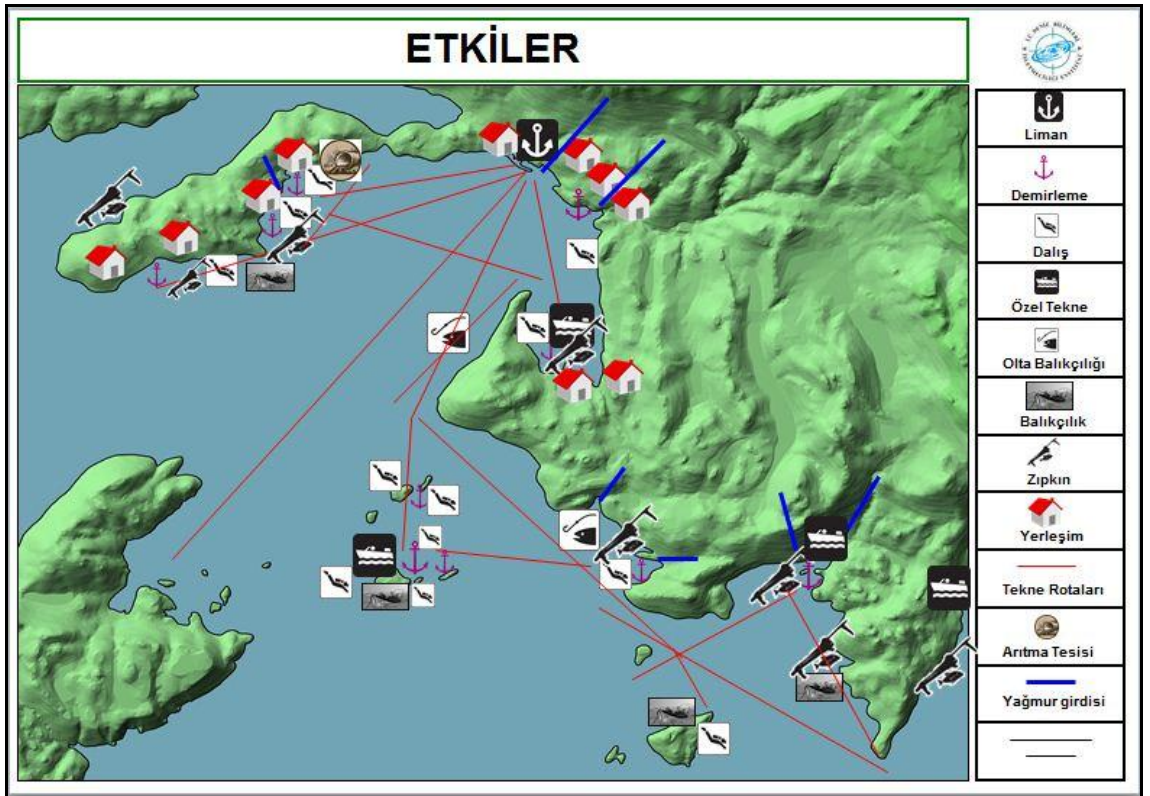 ETKİLER
Liman
Demirleme
Dalış
Özel Tekne
Olta Balıkçılığı
Balıkçılık
Zıpkın
Yerleşim
Tekne Rotaları
Arıtma Tesisi
Yağmur girdisi